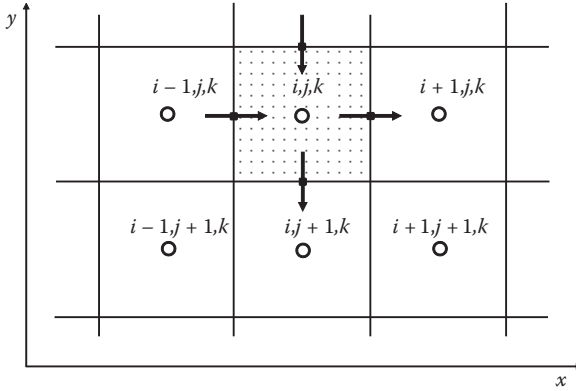 y
i – 1,j,k i,j,k i + 1,j,k
i – 1,j + 1,k i,j + 1,k i + 1,j + 1,k
x